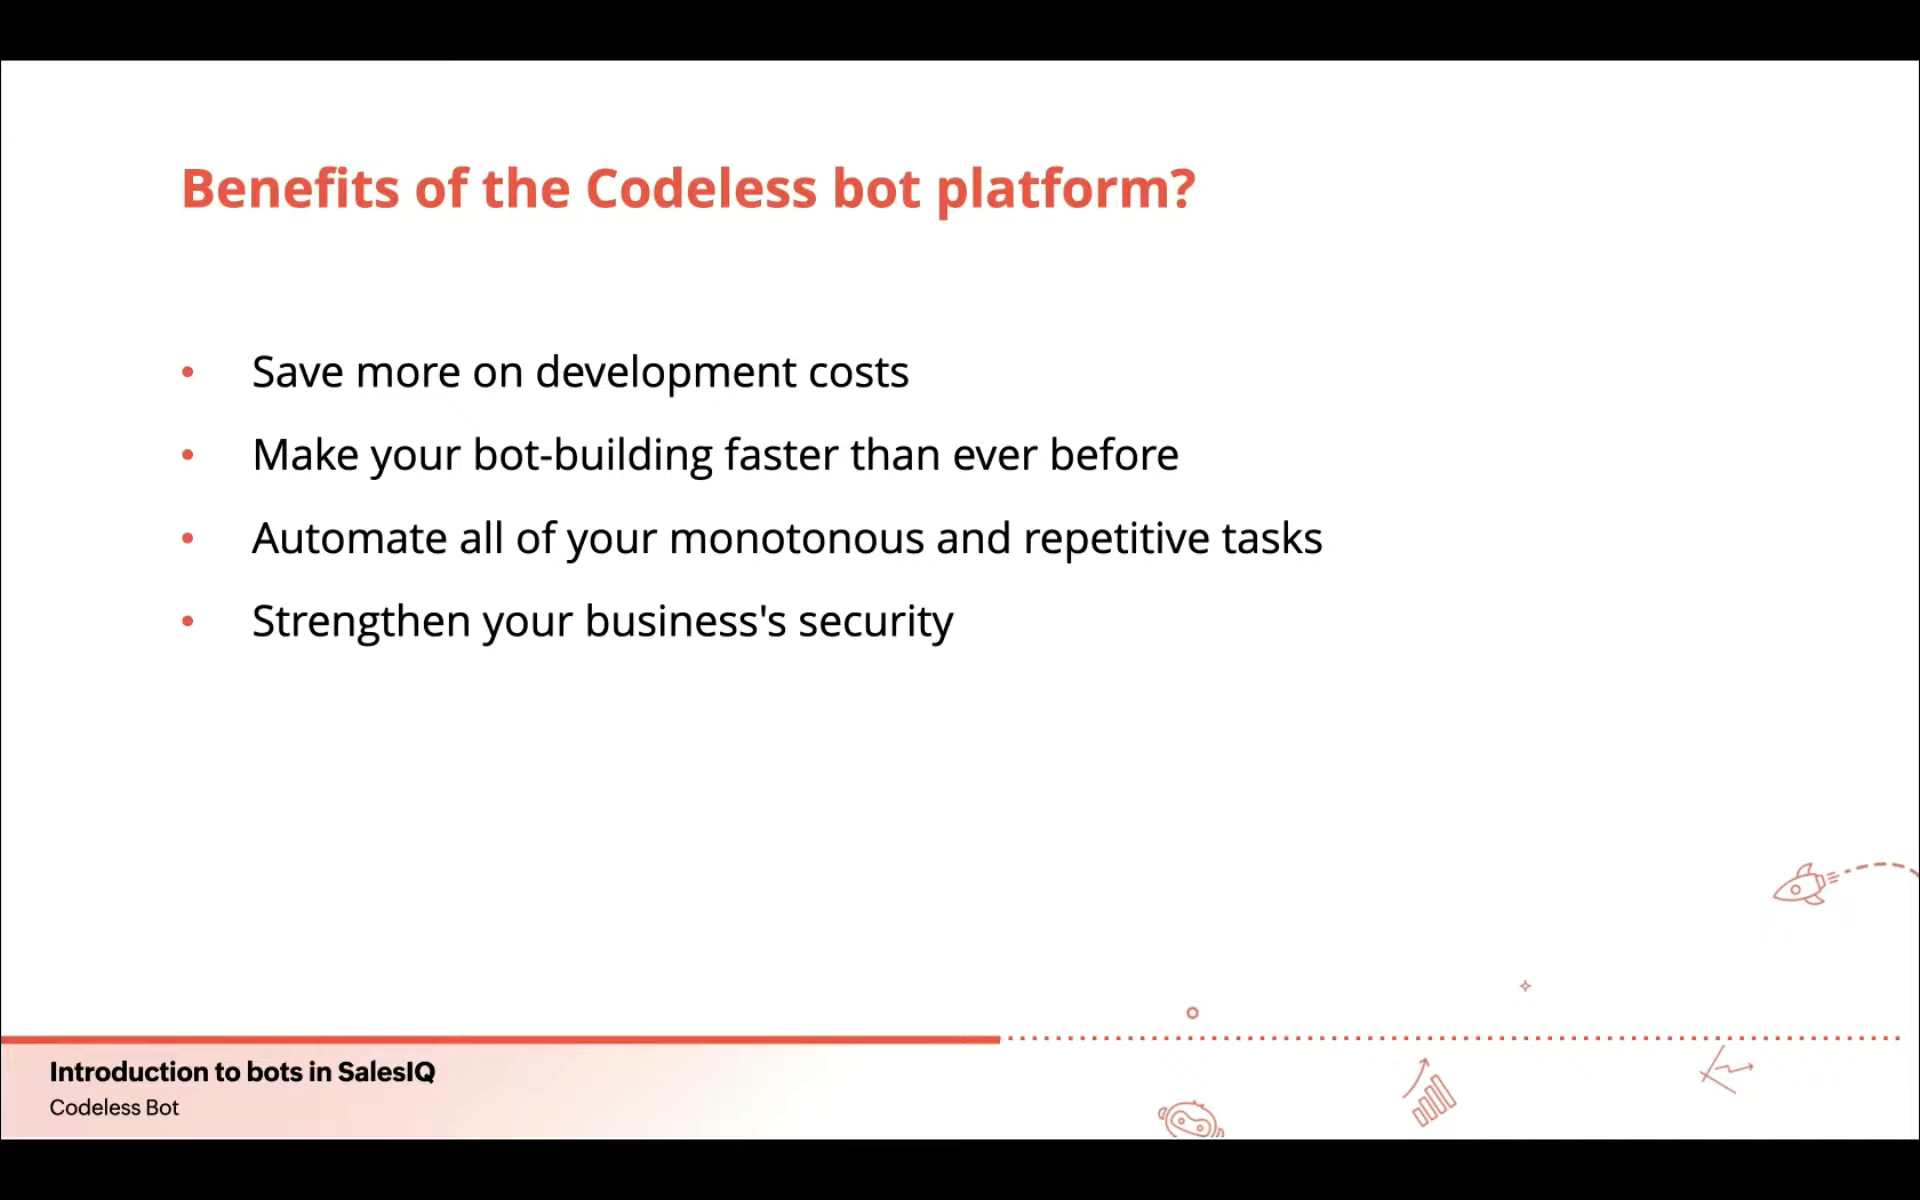 Benefits of the Codeless bot platform?
• Save more on development costs
• Make your bot-building faster than ever before
• Automate all of your monotonous and repetitive tasks
• Strengthen your business's security
Introduction to bots in SalesIQ
Codeless Bot